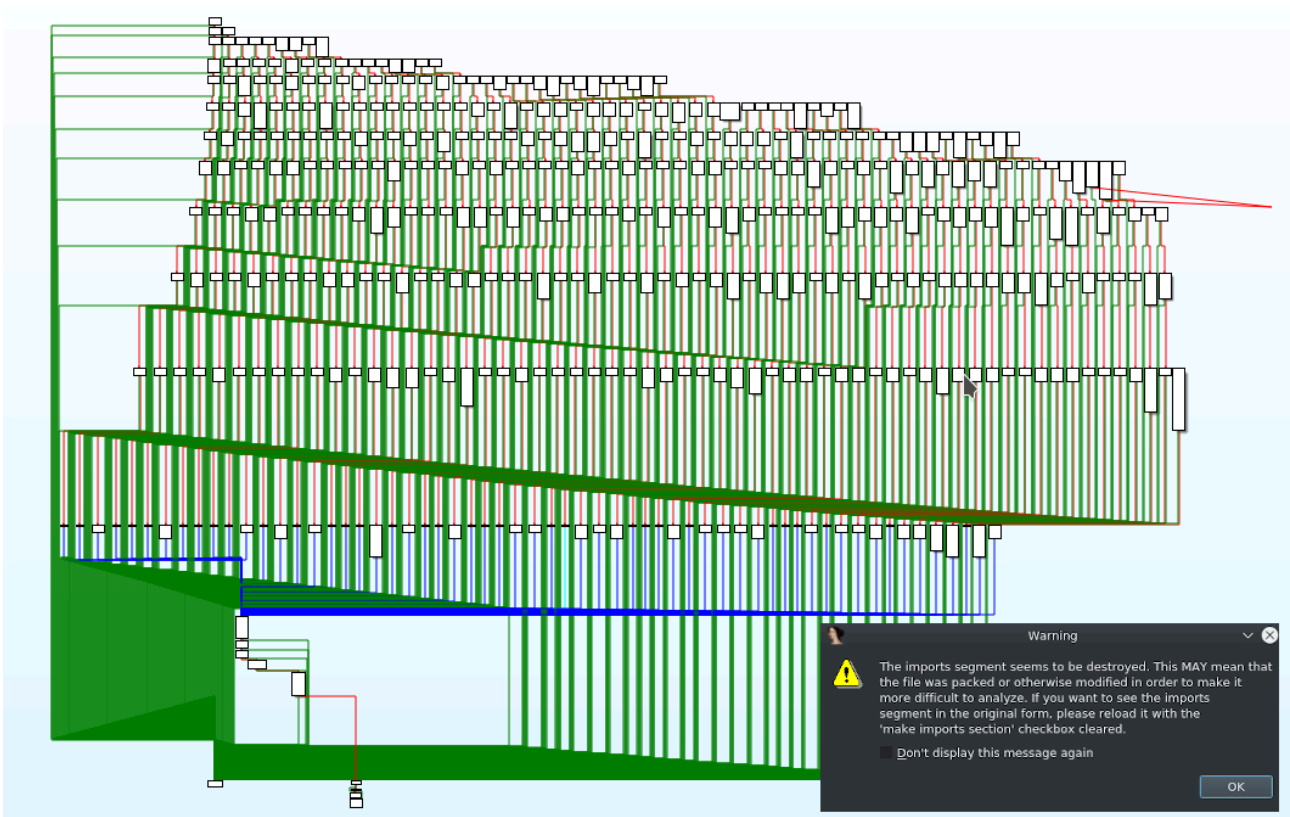 Warning
The imports segment seems to be destroyed. This MAY mean that
the file was packed or otherwise modified in order to make it
more difficult to analyze. If you want to see the imports
segment in the original form, please reload it with the
'make imports section' checkbox cleared.
Don't display this message again
OK